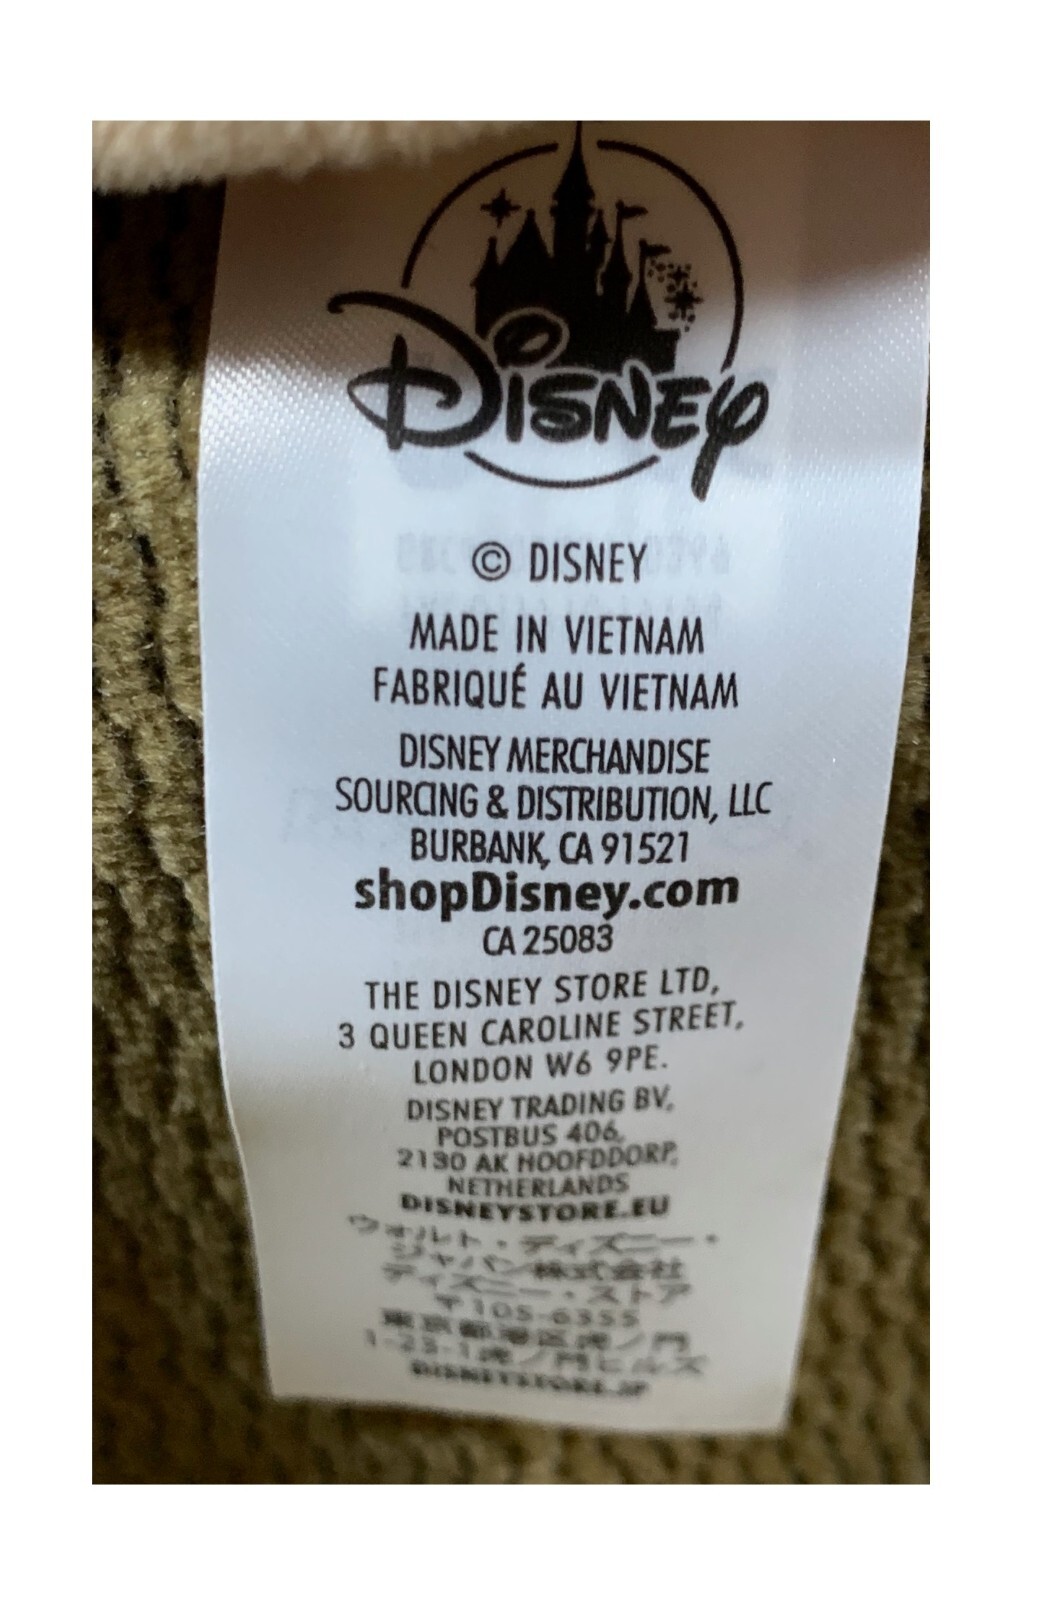 Disney
© DISNEY
MADE IN VIETNAM
FABRIQUÉ AU VIETNAM
DISNEY MERCHANDISE
SOURCING & DISTRIBUTION, LLC
BURBANK, CA 91521
shopDisney.com
CA 25083
THE DISNEY STORE LTD,
3 QUEEN CAROLINE STREET,
LONDON W6 9PE.
DISNEY TRADING BV,
POSTBUS 406,
2130 AK HOOFDDORP,
NETHERLANDS
DISNEYSTORE.EU
ウォルト・ディズニー・
ジャパン株式会社
ディズニー・ストア
〒105-6355
東京都港区虎ノ門
1-23-1虎ノ門ヒルズ
DISNEYSTORE.JP